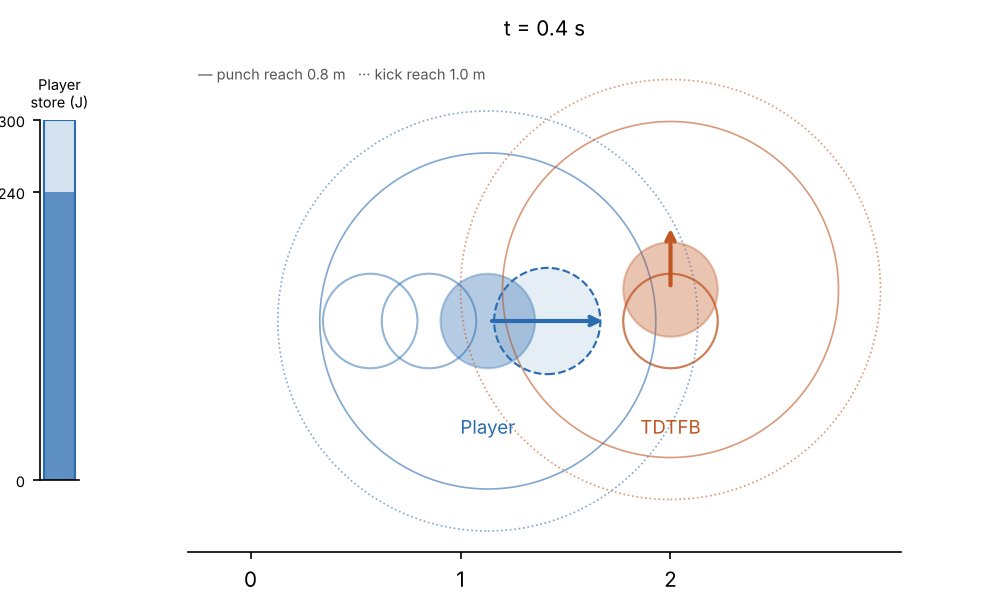 t = 0.4 s
— punch reach 0.8 m ··· kick reach 1.0 m
Player
store (J)
300
240
0
Player
TDTFB
0
1
2